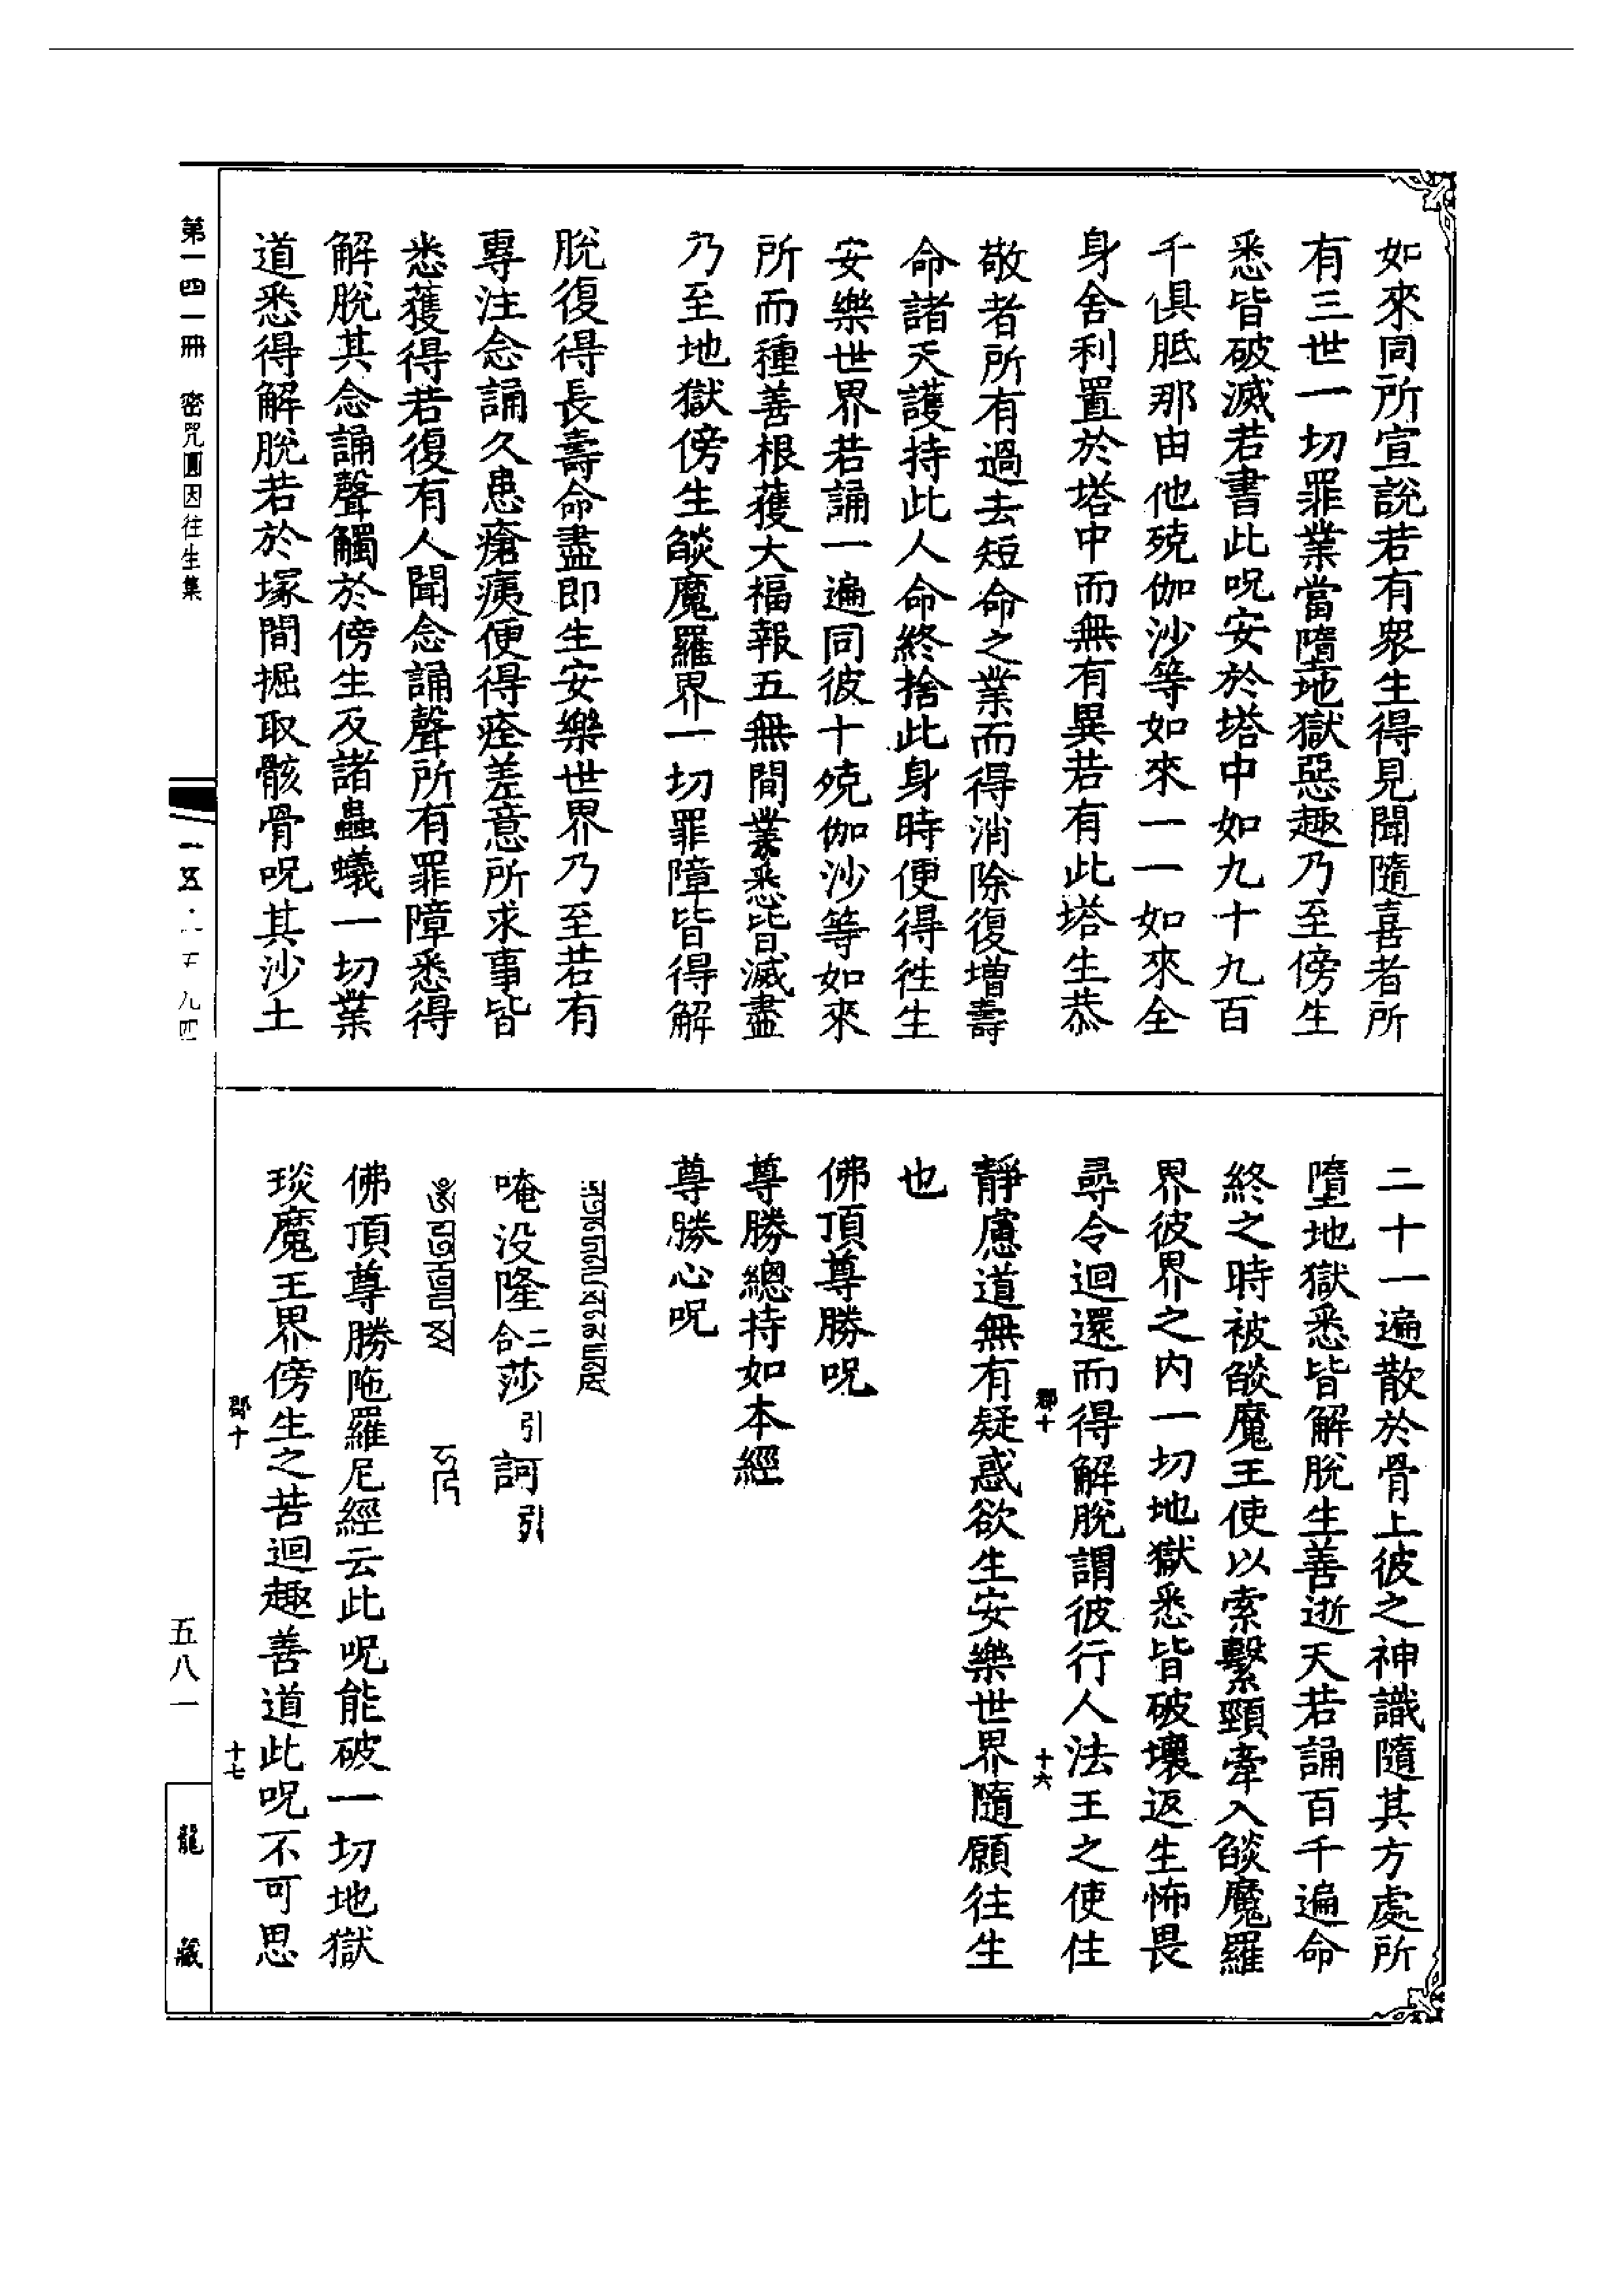 如來同所宣說若有衆生得見聞隨喜者所
有三世一切罪業當墮地獄惡趣乃至傍生
悉皆破滅若書此呪安於塔中如九十九百
千俱胝那由他殑伽沙等如來一一如來全
身舍利置於塔中而無有異若有此塔生恭
敬者所有過去短命之業而得消除復增壽
命諸天護持此人命終捨此身時便得徃生
安樂世界若誦一遍同彼十殑伽沙等如來
所而種善根獲大福報五無間業悉皆滅盡
乃至地獄傍生焰魔羅界一切罪障皆得解
脫復得長壽命盡即生安樂世界乃至若有
專注念誦久患瘡痍便得痊差意所求事皆
悉獲得若復有人聞念誦聲所有罪障悉得
解脫其念誦聲觸於傍生及諸蟲蟻一切業
道悉得解脫若於塚間掘取骸骨呪其沙土
二十一遍散於骨上彼之神識隨其方處所
墮地獄悉皆解脫生善逝天若誦百千遍命
終之時被焰魔王使以索繫頸牽入焰魔羅
界彼界之内一切地獄悉皆破壞返生怖畏
尋令迴還而得解脫謂彼行人法王之使住
郡十 十六
靜慮道無有疑惑欲生安樂世界隨願往生
也
佛頂尊勝呪
尊勝總持如本經
尊勝心呪
唵没隆二合莎引訶引
佛頂尊勝陁羅尼經云此呪能破一切地獄
琰魔王界傍生之苦迴趣善道此呪不可思
郡十 十七
第一四一冊 密咒圓因往生集
一五·一五九四
五八一
龍藏